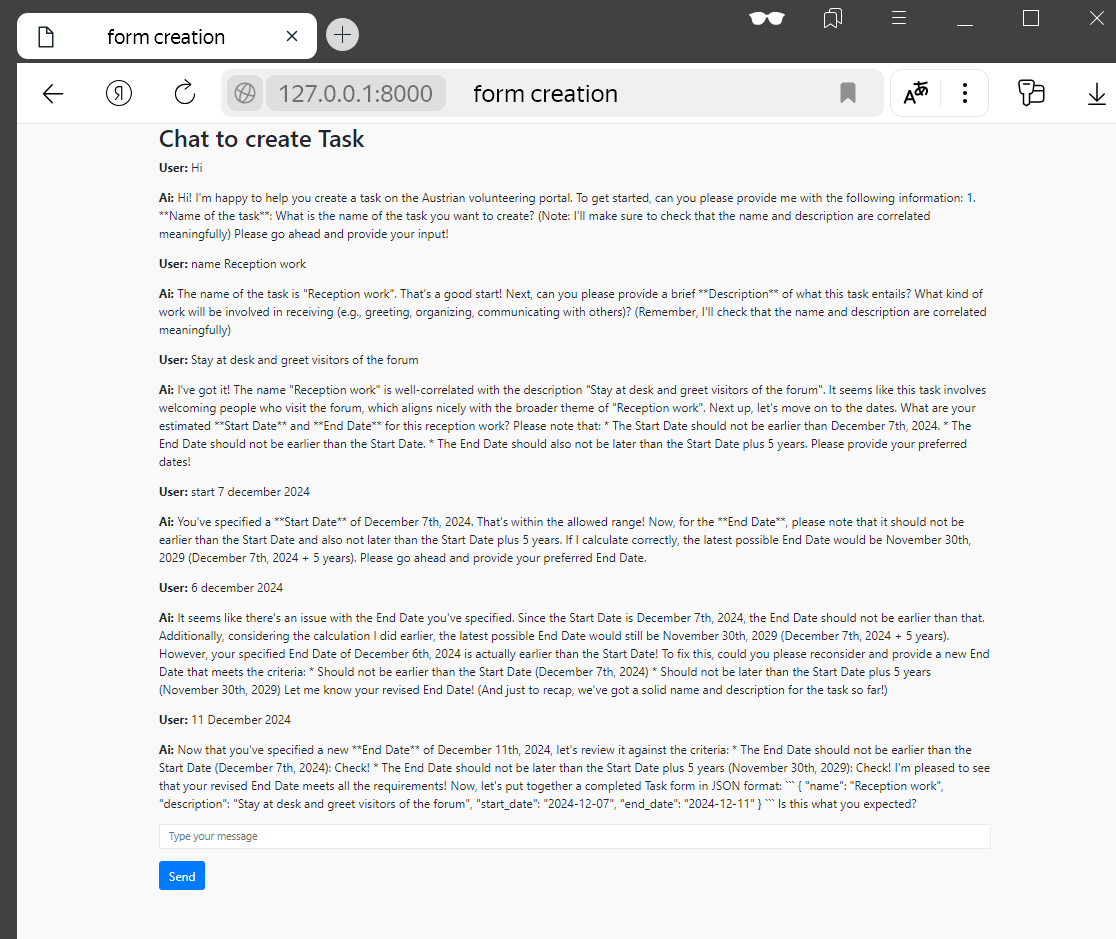 form creation
127.0.0.1:8000 form creation
Chat to create Task
User: Hi
Ai: Hi! I'm happy to help you create a task on the Austrian volunteering portal. To get started, can you please provide me with the following information: 1.
**Name of the task**: What is the name of the task you want to create? (Note: I'll make sure to check that the name and description are correlated
meaningfully) Please go ahead and provide your input!
User: name Reception work
Ai: The name of the task is "Reception work". That's a good start! Next, can you please provide a brief **Description** of what this task entails? What kind of
work will be involved in receiving (e.g., greeting, organizing, communicating with others)? (Remember, I'll check that the name and description are correlated
meaningfully)
User: Stay at desk and greet visitors of the forum
Ai: I've got it! The name "Reception work" is well-correlated with the description "Stay at desk and greet visitors of the forum". It seems like this task involves
welcoming people who visit the forum, which aligns nicely with the broader theme of "Reception work". Next up, let's move on to the dates. What are your
estimated **Start Date** and **End Date** for this reception work? Please note that: * The Start Date should not be earlier than December 7th, 2024. * The
End Date should not be earlier than the Start Date. * The End Date should also not be later than the Start Date plus 5 years. Please provide your preferred
dates!
User: start 7 december 2024
Ai: You've specified a **Start Date** of December 7th, 2024. That's within the allowed range! Now, for the **End Date**, please note that it should not be
earlier than the Start Date and also not later than the Start Date plus 5 years. If I calculate correctly, the latest possible End Date would be November 30th,
2029 (December 7th, 2024 + 5 years). Please go ahead and provide your preferred End Date.
User: 6 december 2024
Ai: It seems like there's an issue with the End Date you've specified. Since the Start Date is December 7th, 2024, the End Date should not be earlier than that.
Additionally, considering the calculation I did earlier, the latest possible End Date would still be November 30th, 2029 (December 7th, 2024 + 5 years).
However, your specified End Date of December 6th, 2024 is actually earlier than the Start Date! To fix this, could you please reconsider and provide a new End
Date that meets the criteria: * Should not be earlier than the Start Date (December 7th, 2024) * Should not be later than the Start Date plus 5 years
(November 30th, 2029) Let me know your revised End Date! (And just to recap, we've got a solid name and description for the task so far!)
User: 11 December 2024
Ai: Now that you've specified a new **End Date** of December 11th, 2024, let's review it against the criteria: * The End Date should not be earlier than the
Start Date (December 7th, 2024): Check! * The End Date should not be later than the Start Date plus 5 years (November 30th, 2029): Check! I'm pleased to see
that your revised End Date meets all the requirements! Now, let's put together a completed Task form in JSON format: ``` { "name": "Reception work",
"description": "Stay at desk and greet visitors of the forum", "start_date": "2024-12-07", "end_date": "2024-12-11" } ``` Is this what you expected?
Type your message
Send